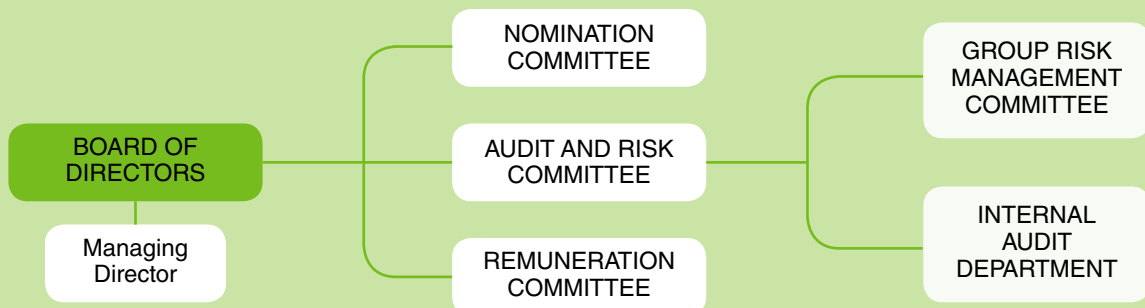 BOARD OF
DIRECTORS
Managing
Director
NOMINATION
COMMITTEE
AUDIT AND RISK
COMMITTEE
REMUNERATION
COMMITTEE
GROUP RISK
MANAGEMENT
COMMITTEE
INTERNAL
AUDIT
DEPARTMENT